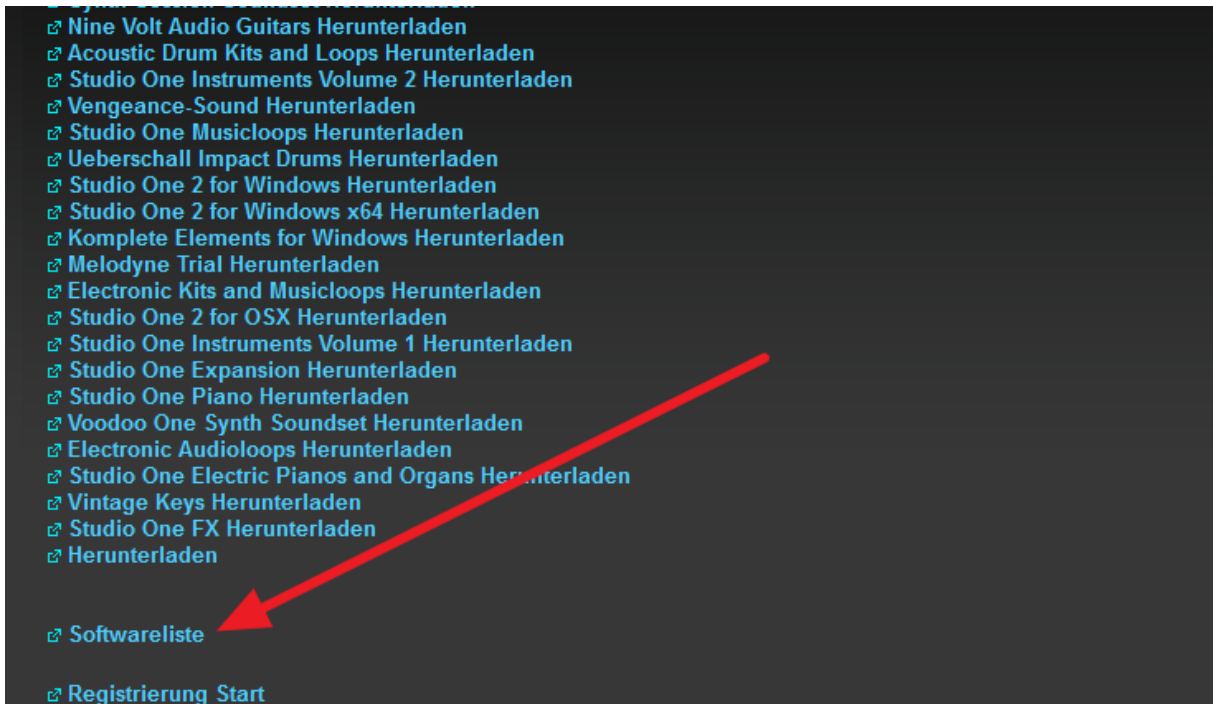 Nine Volt Audio Guitars Herunterladen
Acoustic Drum Kits and Loops Herunterladen
Studio One Instruments Volume 2 Herunterladen
Vengeance-Sound Herunterladen
Studio One Musicloops Herunterladen
Ueberschall Impact Drums Herunterladen
Studio One 2 for Windows Herunterladen
Studio One 2 for Windows x64 Herunterladen
Komplete Elements for Windows Herunterladen
Melodyne Trial Herunterladen
Electronic Kits and Musicloops Herunterladen
Studio One 2 for OSX Herunterladen
Studio One Instruments Volume 1 Herunterladen
Studio One Expansion Herunterladen
Studio One Piano Herunterladen
Voodoo One Synth Soundset Herunterladen
Electronic Audioloops Herunterladen
Studio One Electric Pianos and Organs Herunterladen
Vintage Keys Herunterladen
Studio One FX Herunterladen
Herunterladen
Softwareliste
Registrierung Start